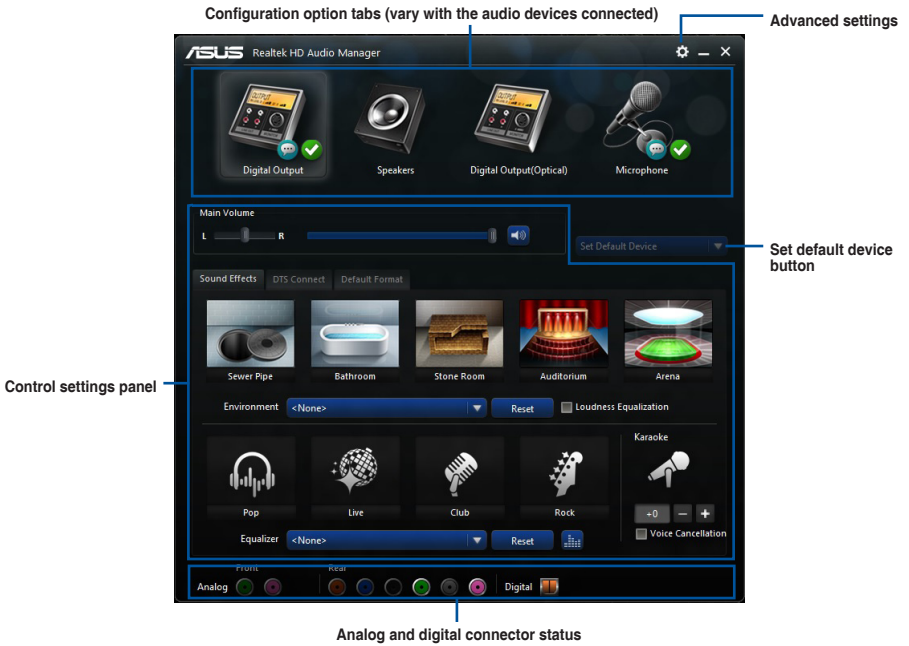 Configuration option tabs (vary with the audio devices connected)
Advanced settings
ASUS Realtek HD Audio Manager
OUTPUT
OUTPUT
Digital Output
Speakers
Digital Output(Optical)
Microphone
Main Volume
L R
Set Default Device
Set default device
button
Sound Effects DTS Connect Default Format
Sewer Pipe
Bathroom
Stone Room
Auditorium
Arena
Control settings panel
Environment <None> Reset Loudness Equalization
Karaoke
Pop
Live
Club
Rock
+0
Equalizer <None> Reset
Voice Cancellation
Front
Rear
Analog
Digital
Analog and digital connector status